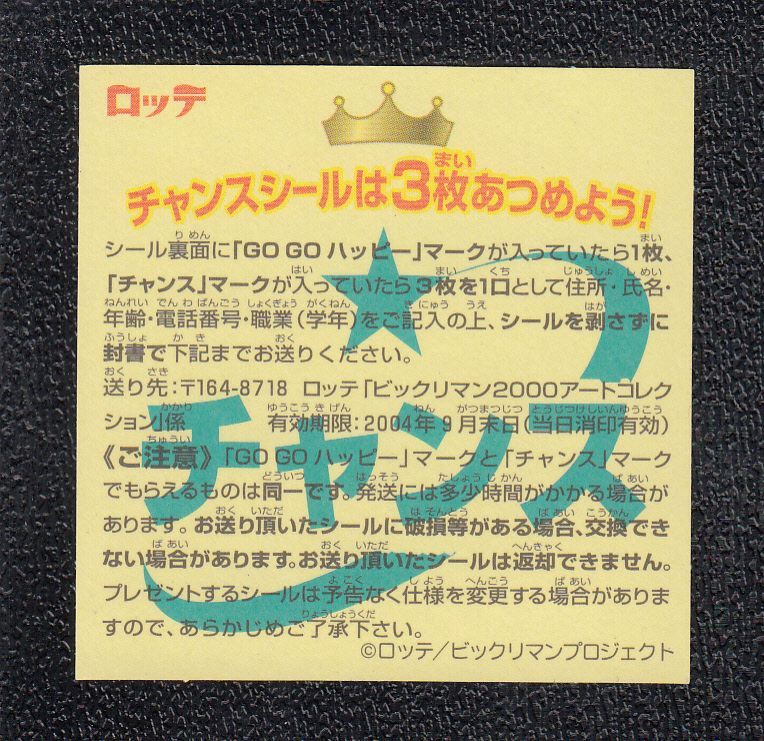 ロッテ
チャンスシールは3枚あつめよう!
シール裏面に「GO GO ハッピー」マークが入っていたら1枚、
「チャンス」マークが入っていたら3枚を1口として住所・氏名・
年齢・電話番号・職業(学年)をご記入の上、シールを剥さずに
封書で下記までお送りください。
送り先:〒164-8718 ロッテ「ビックリマン2000アートコレク
ション」係 有効期限:2004年9月末日(当日消印有効)
《ご注意》「GO GO ハッピー」マークと「チャンス」マーク
でもらえるものは同一です。発送には多少時間がかかる場合が
あります。お送り頂いたシールに破損等がある場合、交換でき
ない場合があります。お送り頂いたシールは返却できません。
プレゼントするシールは予告なく仕様を変更する場合がありま
すので、あらかじめご了承下さい。
©ロッテ/ビックリマンプロジェクト
チャンス